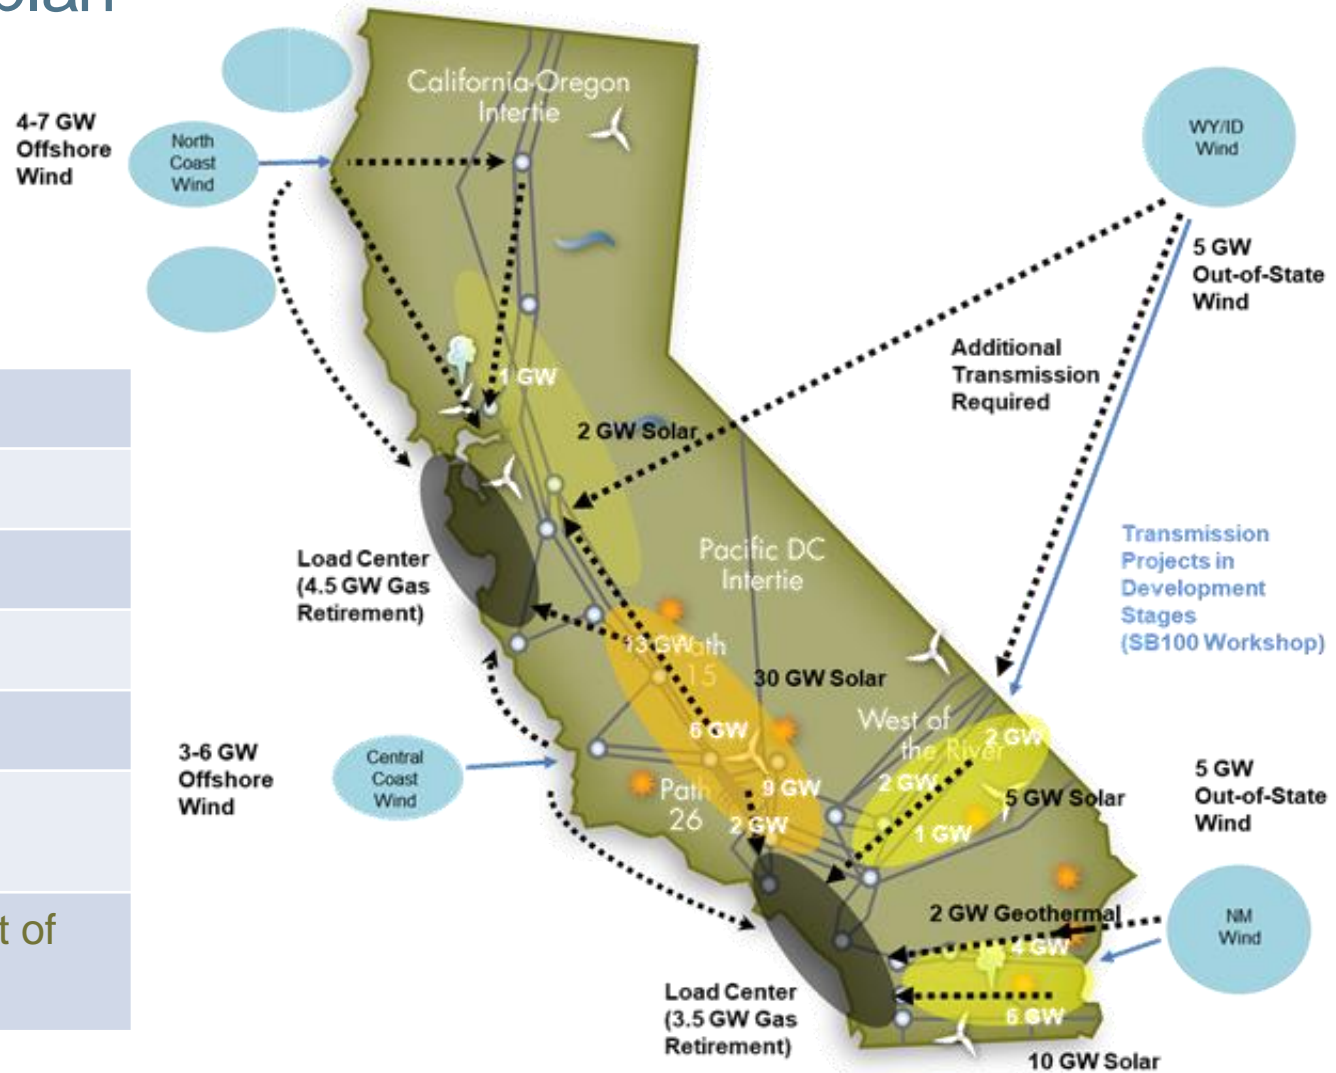 plan
California-Oregon
Intertie
4-7 GW
Offshore
Wind
North
Coast
Wind
WY/ID
Wind
5 GW
Out-of-State
Wind
Additional
Transmission
Required
1 GW
2 GW Solar
Transmission
Projects in
Development
Stages
(SB100 Workshop)
Pacific DC
Intertie
Load Center
(4.5 GW Gas
Retirement)
13 GW
Path
15
30 GW Solar
6 GW
West of
the River
2 GW
3-6 GW
Offshore
Wind
Central
Coast
Wind
Path
26
9 GW
2 GW
2 GW
5 GW Solar
1 GW
5 GW
Out-of-State
Wind
t of
2 GW Geothermal
NM
Wind
4 GW
Load Center
(3.5 GW Gas
Retirement)
6 GW
10 GW Solar